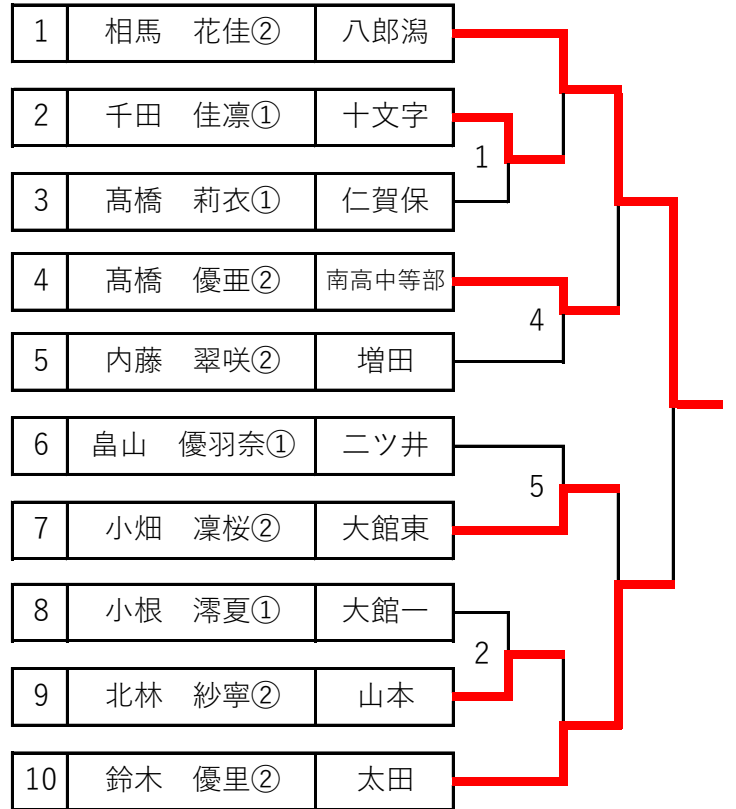 1 相馬 花佳② 八郎潟
2 千田 佳凛① 十文字
1
3 髙橋 莉衣① 仁賀保
4 髙橋 優亜② 南高中等部
4
5 内藤 翠咲② 増田
6 畠山 優羽奈① 二ツ井
5
7 小畑 凜桜② 大館東
8 小根 澪夏① 大館一
2
9 北林 紗寧② 山本
10 鈴木 優里② 太田